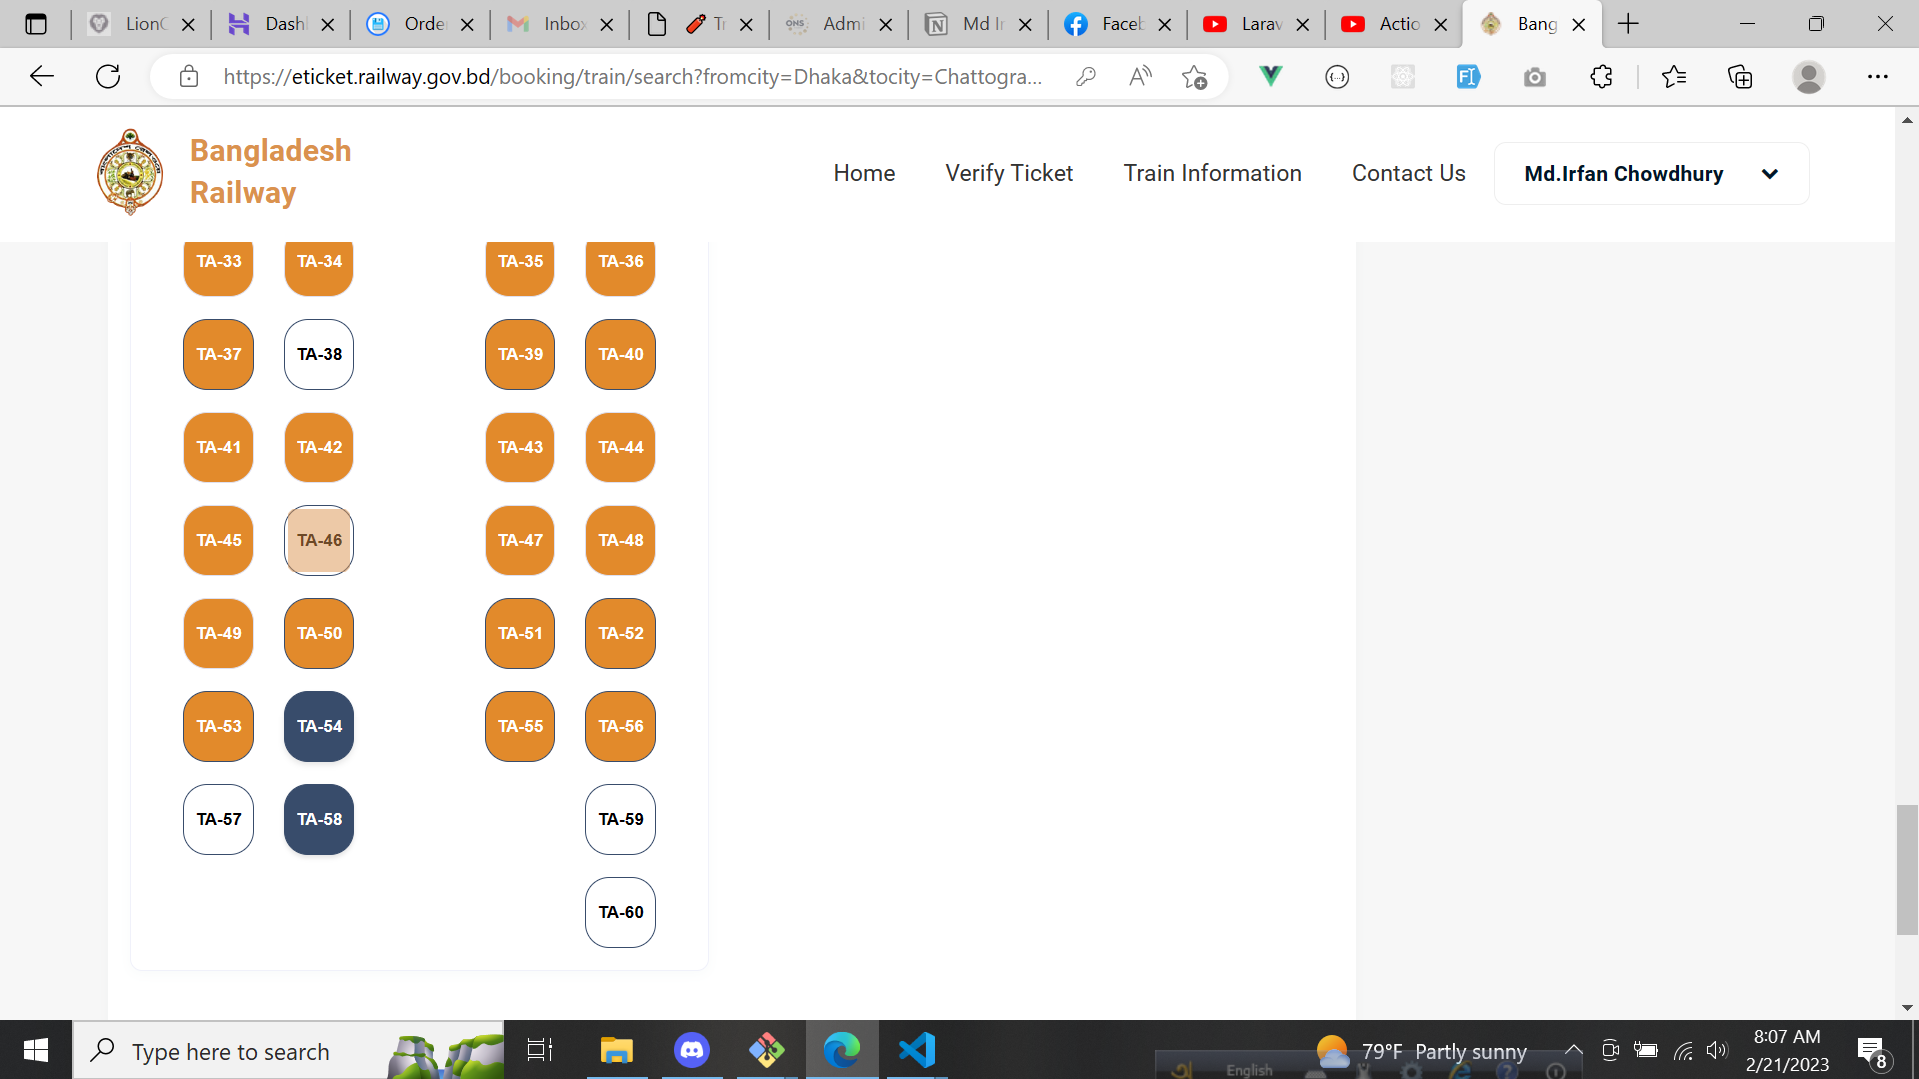 LionC
Dashl
Order
Inbox
Tr
ONS
Admi
Md Ir
Faceb
Larav
Actio
Bang
https://eticket.railway.gov.bd/booking/train/search?fromcity=Dhaka&tocity=Chattogra...
Bangladesh
Railway
Home
Verify Ticket
Train Information
Contact Us
Md.Irfan Chowdhury
TA-33 TA-34 TA-35 TA-36
TA-37 TA-38 TA-39 TA-40
TA-41 TA-42 TA-43 TA-44
TA-45 TA-46 TA-47 TA-48
TA-49 TA-50 TA-51 TA-52
TA-53 TA-54 TA-55 TA-56
TA-57 TA-58 TA-59
TA-60
Type here to search
79°F Partly sunny
English
8:07 AM
2/21/2023
8